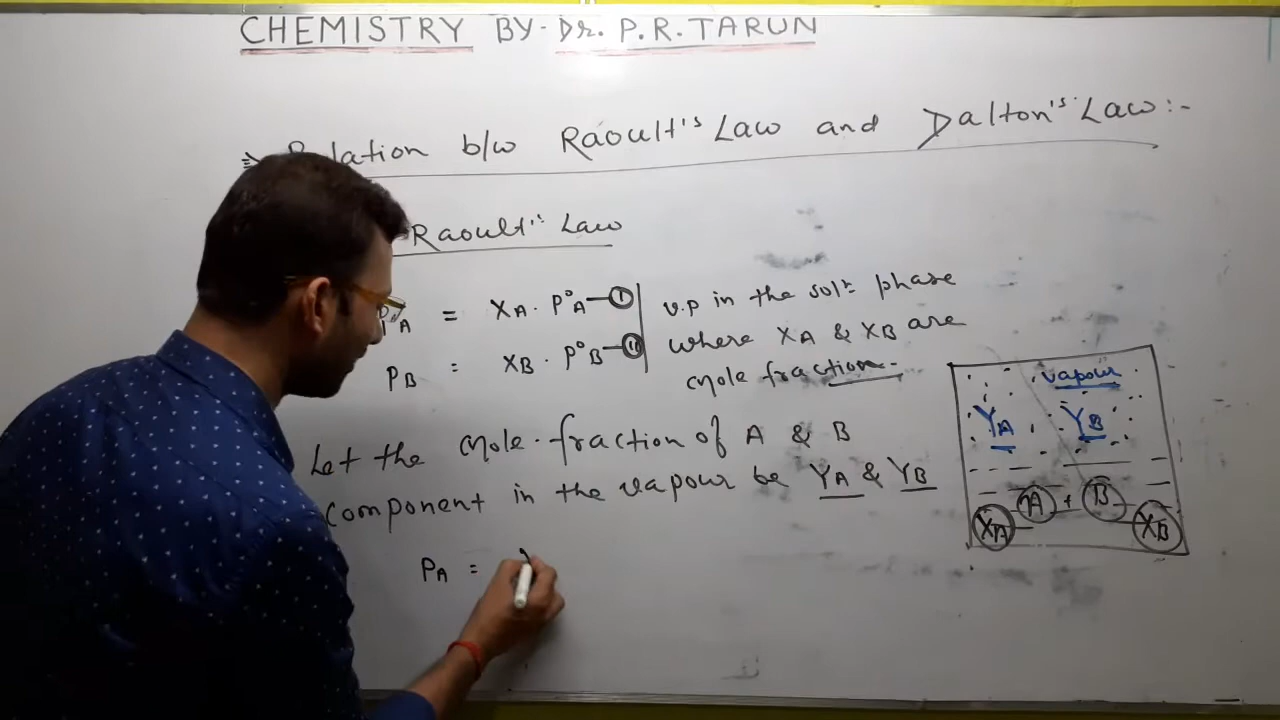 CHEMISTRY BY- Dr. P.R.TARUN
⇒ Relation b/w Raoult's Law and Dalton's Law:-
Raoult's Law
PA = XA . P°A —①
PB = XB . P°B —
v.p in the solⁿ phase
where XA & XB are
mole fraction.
Let the mole-fraction of A & B
component in the vapour be YA & YB
PA =
vapour
YA YB
A + B
XA XB